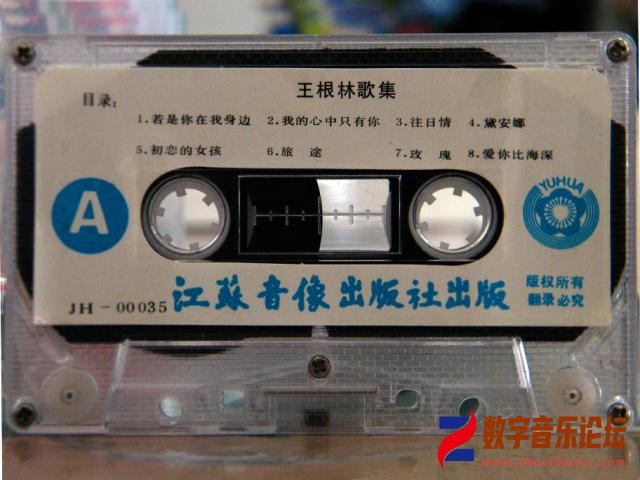 王根林歌集
目录:
1.若是你在我身边 2.我的心中只有你 3.往日情 4.黛安娜
5.初恋的女孩 6.旅 途 7.玫 瑰 8.爱你比海深
A
YUHUA
JH-00035 江苏音像出版社出版
版权所有
翻录必究
数字音乐论坛